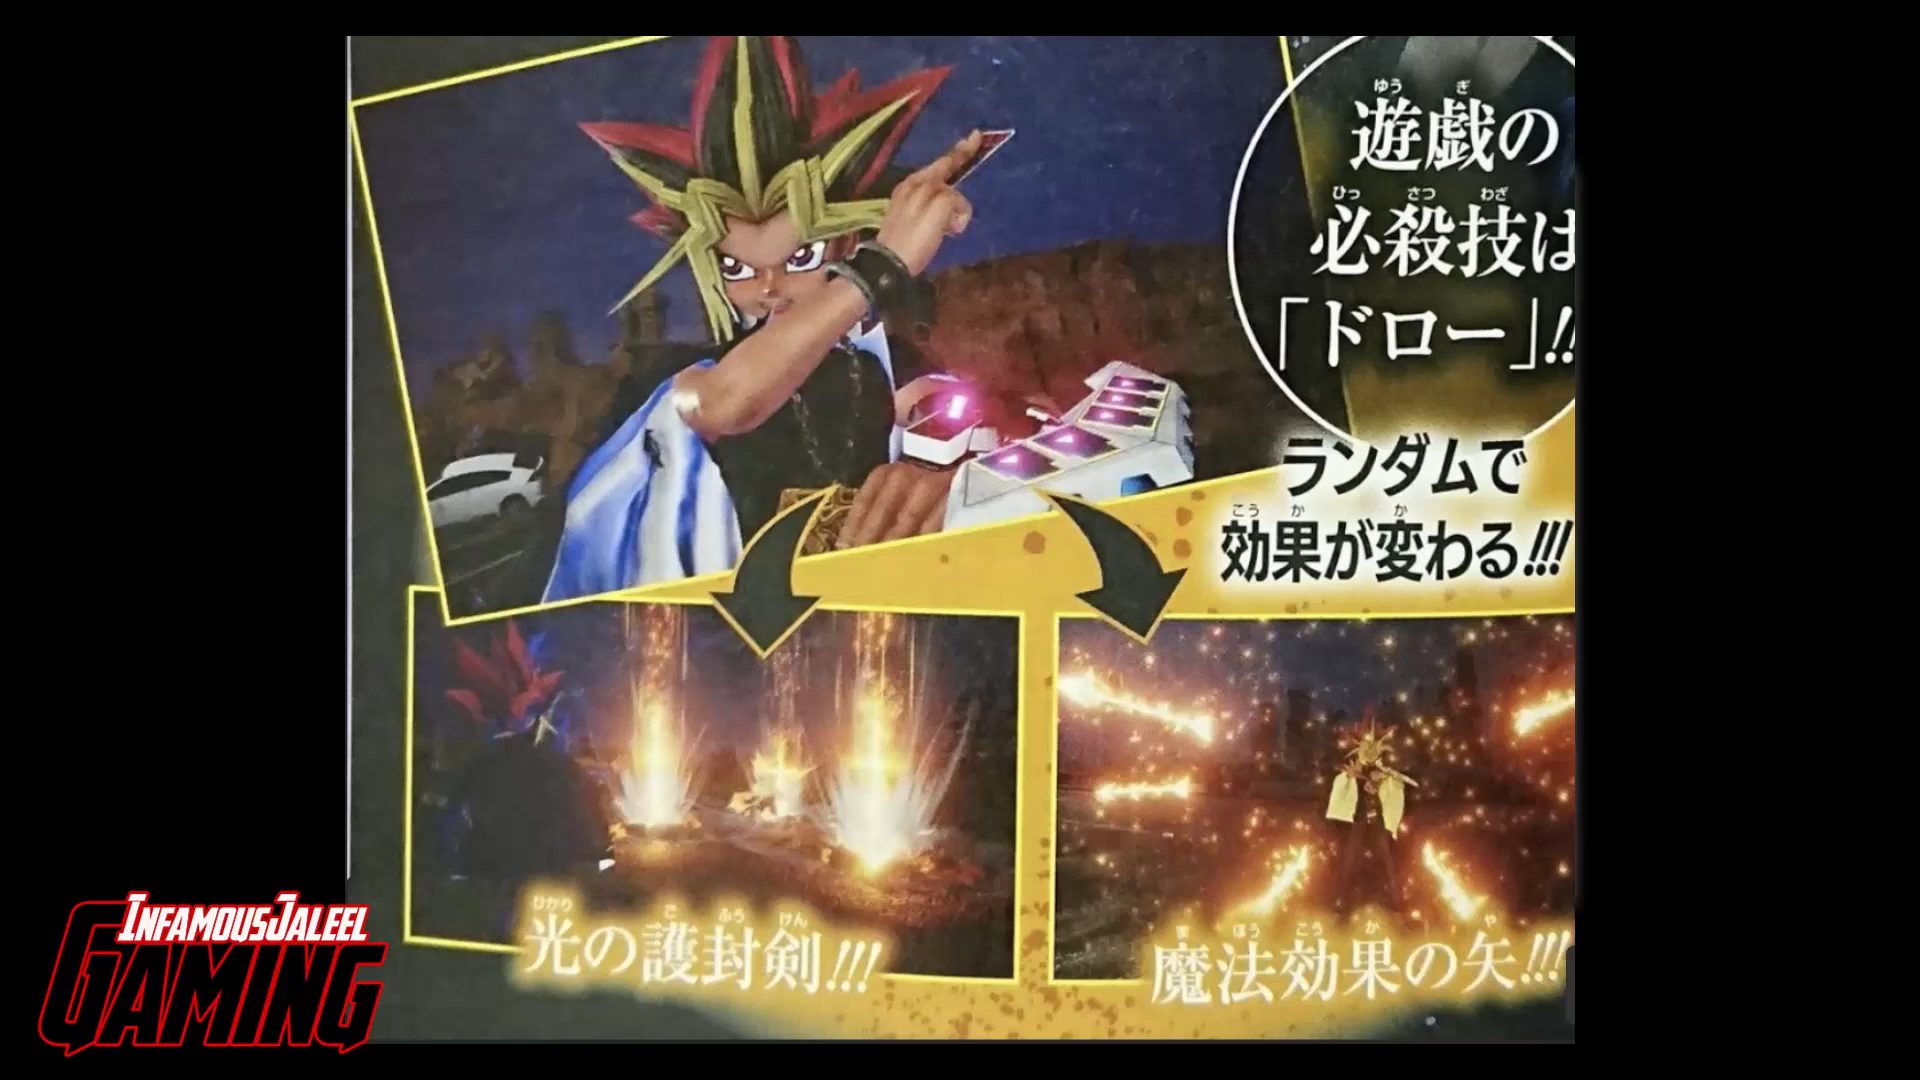 遊戯の
必殺技は
「ドロー」!!
ランダムで
効果が変わる!!!
光の護封剣!!!
魔法効果の矢!!!
INFAMOUSJALEEL
GAMING